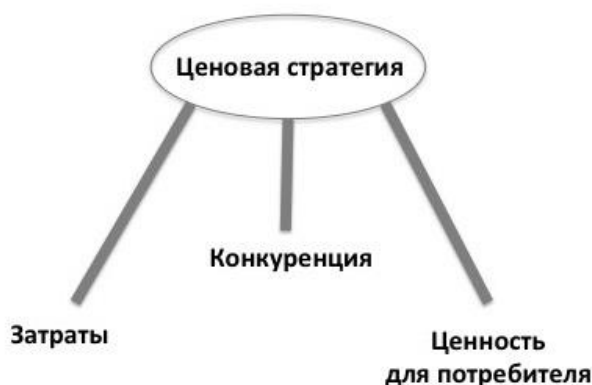 Ценовая стратегия
Конкуренция
Затраты
Ценность
для потребителя